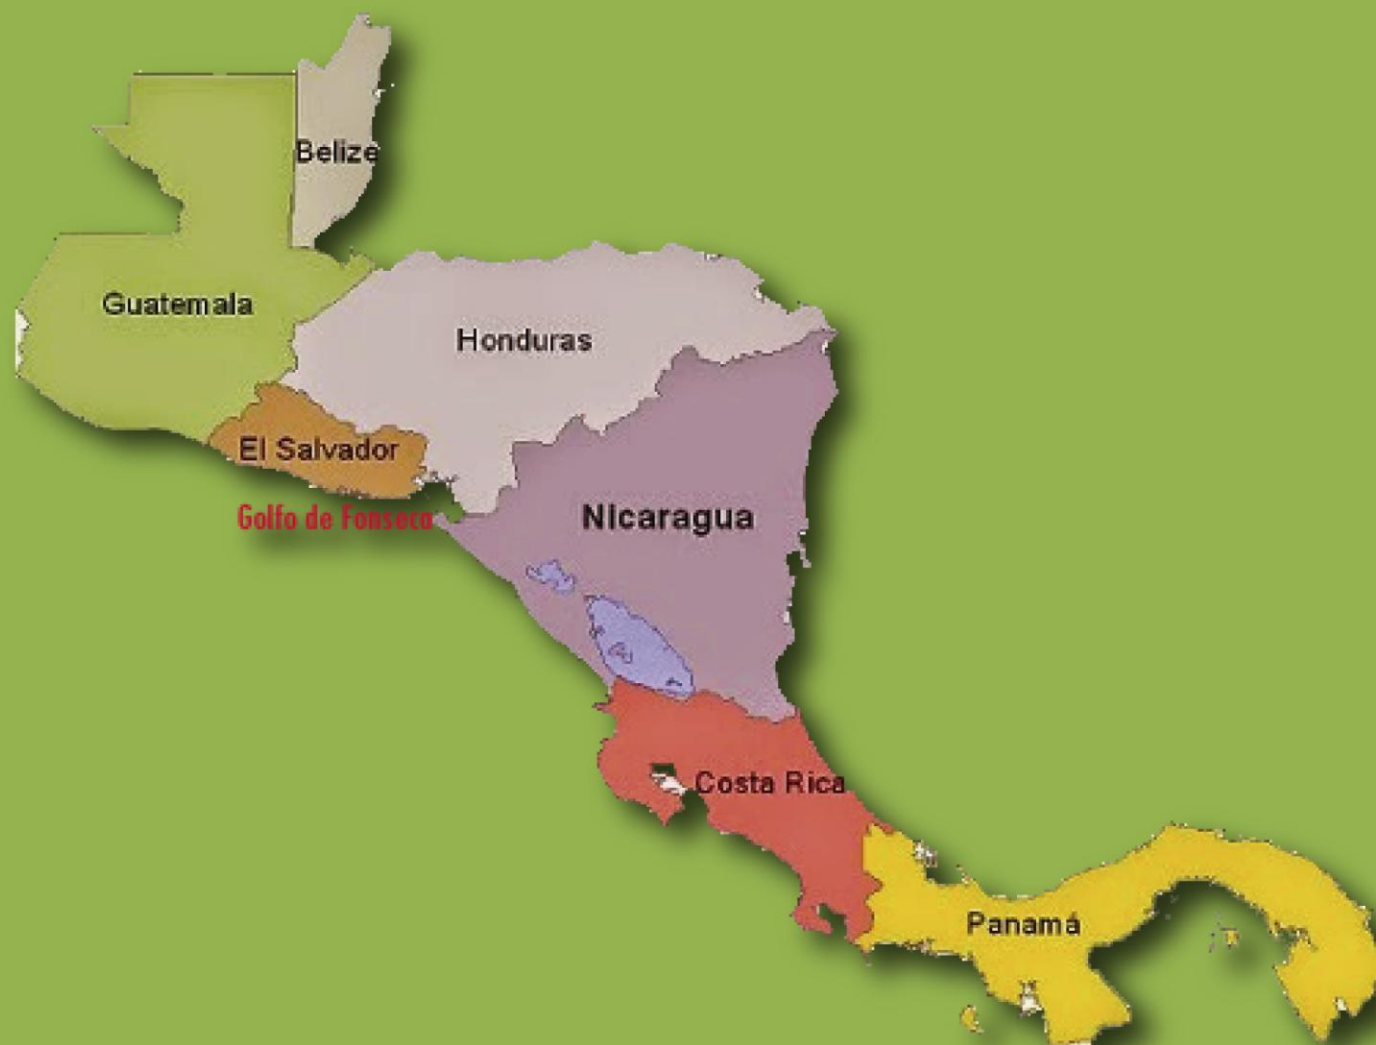 Belize
Guatemala
Honduras
El Salvador
Golfo de Fonseca
NIcaragua
Costa Rica
Panamá